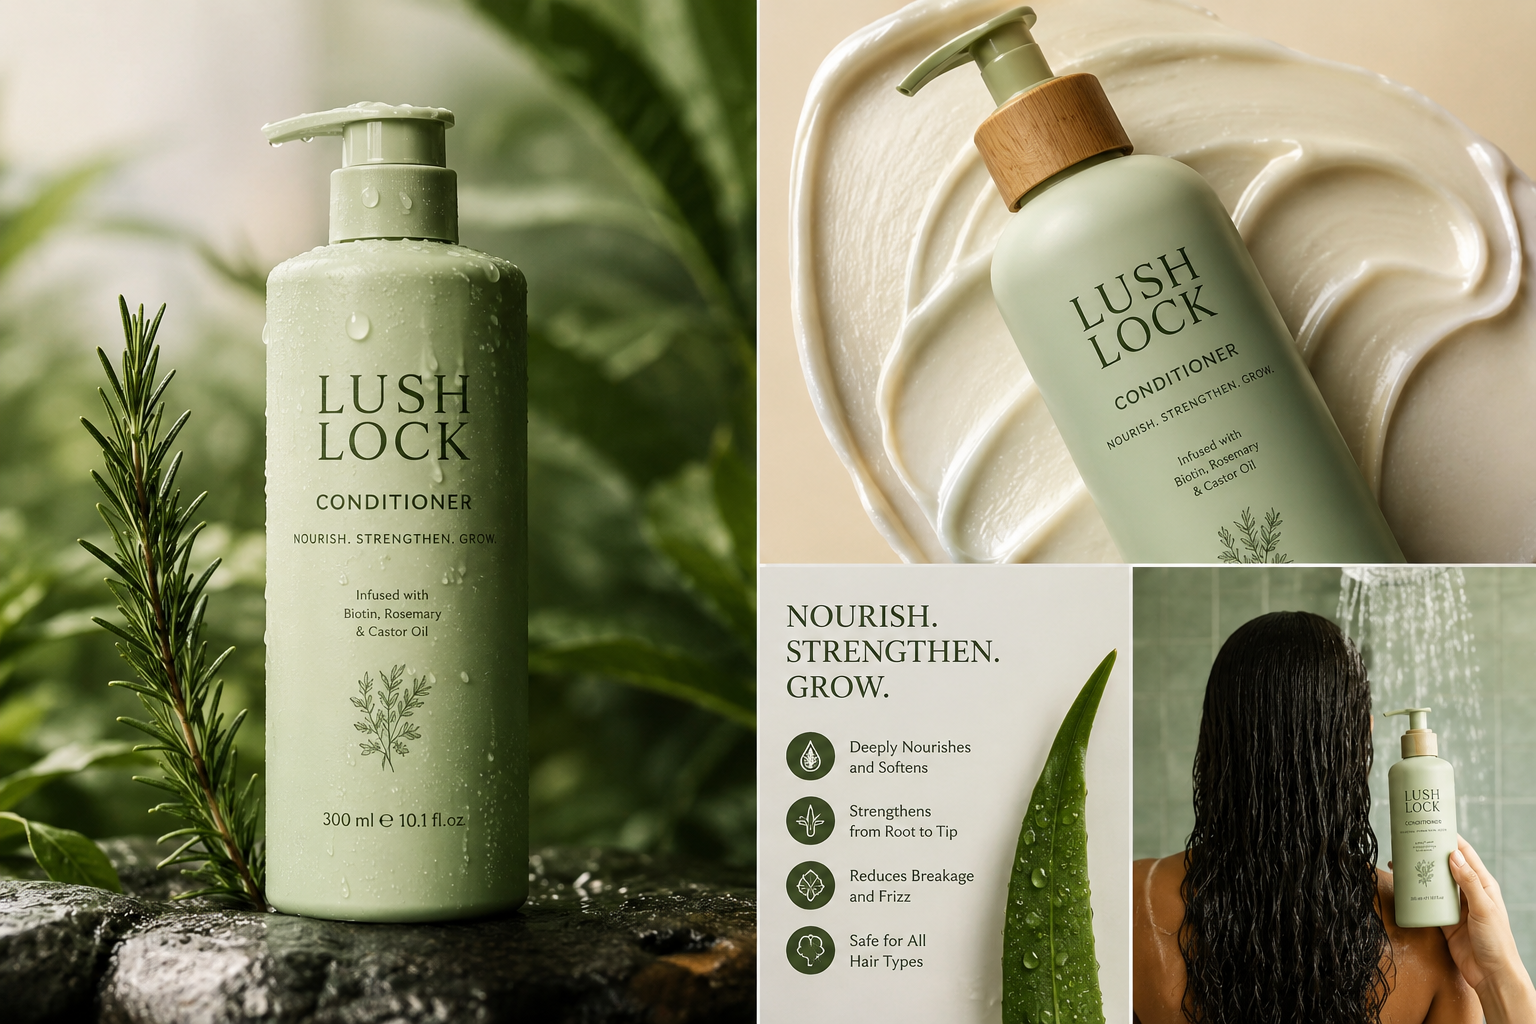 LUSH
LOCK
CONDITIONER
NOURISH. STRENGTHEN. GROW.
Infused with
Biotin, Rosemary
& Castor Oil
300 ml ℮ 10.1 fl.oz.
LUSH
LOCK
CONDITIONER
NOURISH. STRENGTHEN. GROW.
Infused with
Biotin, Rosemary
& Castor Oil
NOURISH.
STRENGTHEN.
GROW.
Deeply Nourishes
and Softens
Strengthens
from Root to Tip
Reduces Breakage
and Frizz
Safe for All
Hair Types
LUSH
LOCK
CONDITIONER